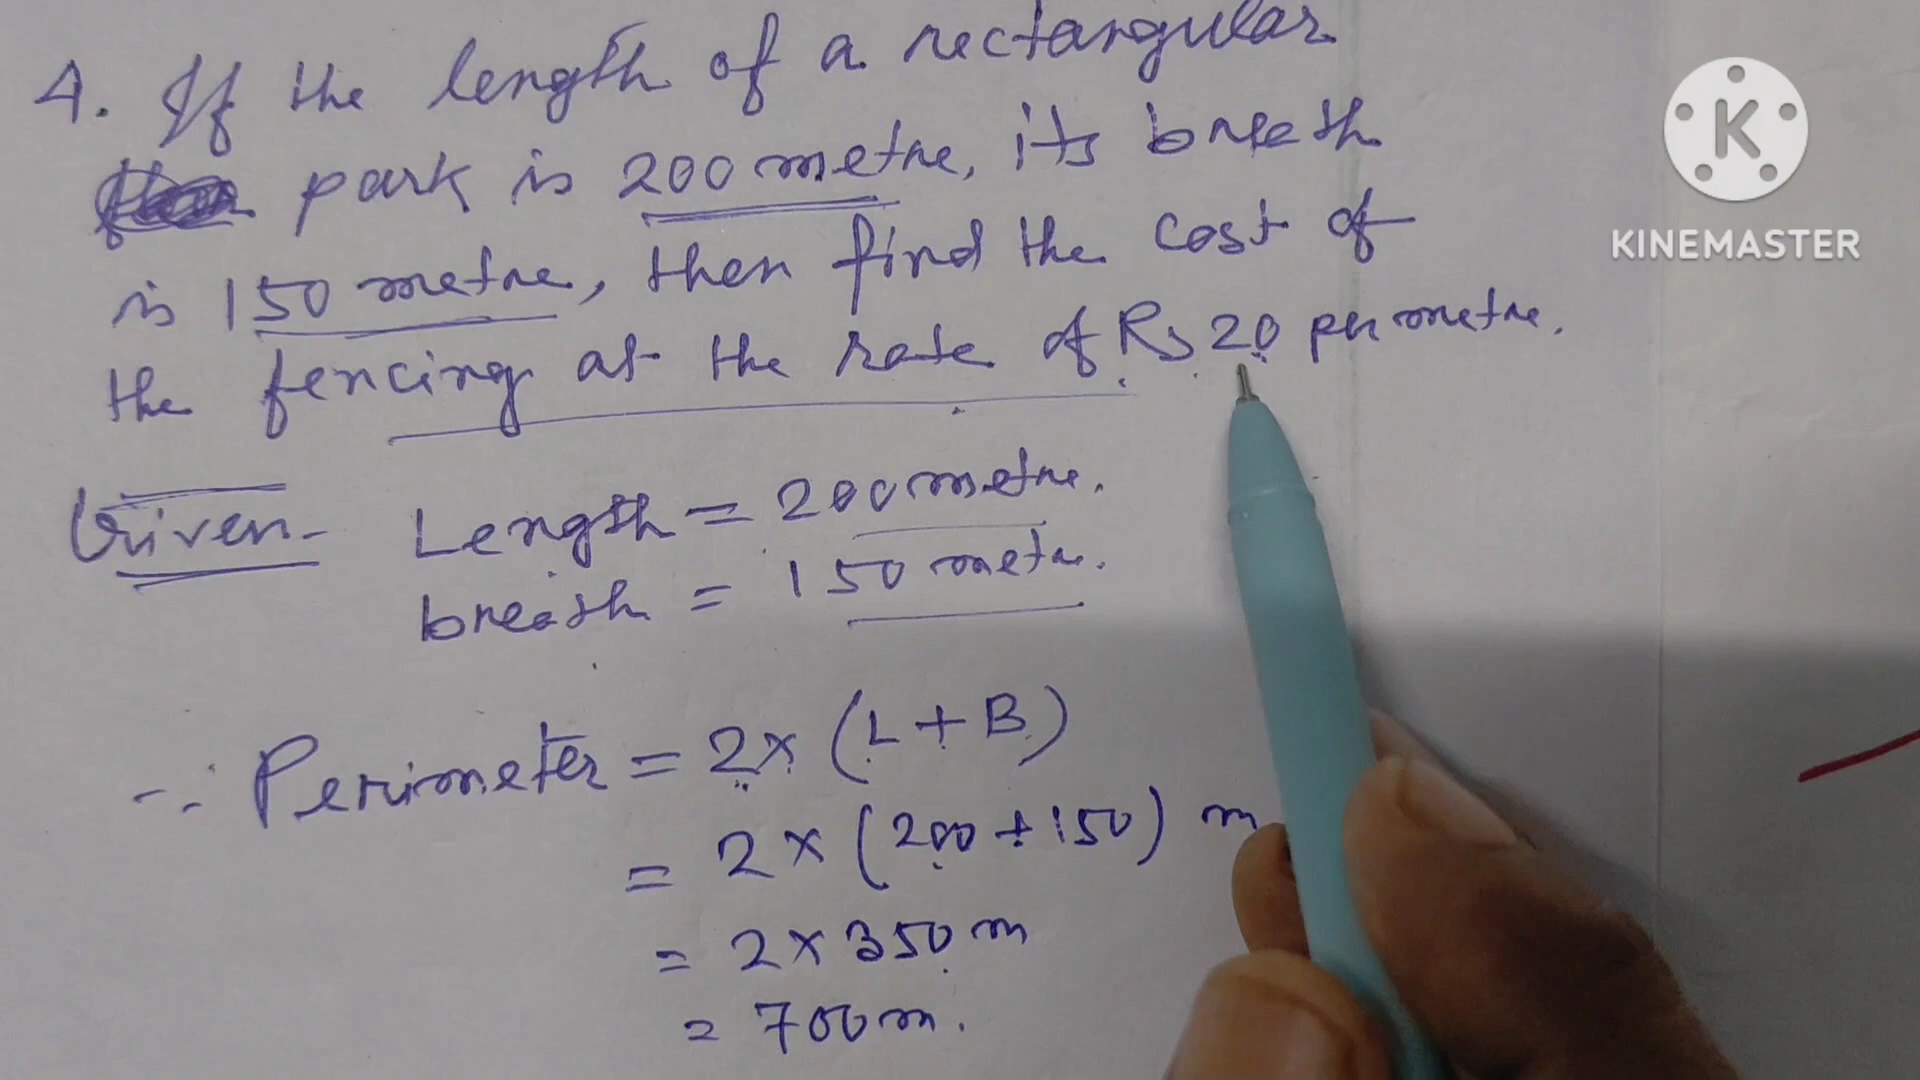 4. If the length of a rectangular
park is 200 metre, its breath
is 150 metre, then find the cost of
the fencing at the rate of Rs 20 per metre.
Given- Length = 200 metre.
breath = 150 metre.
∴ Perimeter = 2 x (L + B)
= 2 x (200 + 150) m
= 2 x 350 m
= 700 m.
K
KINEMASTER